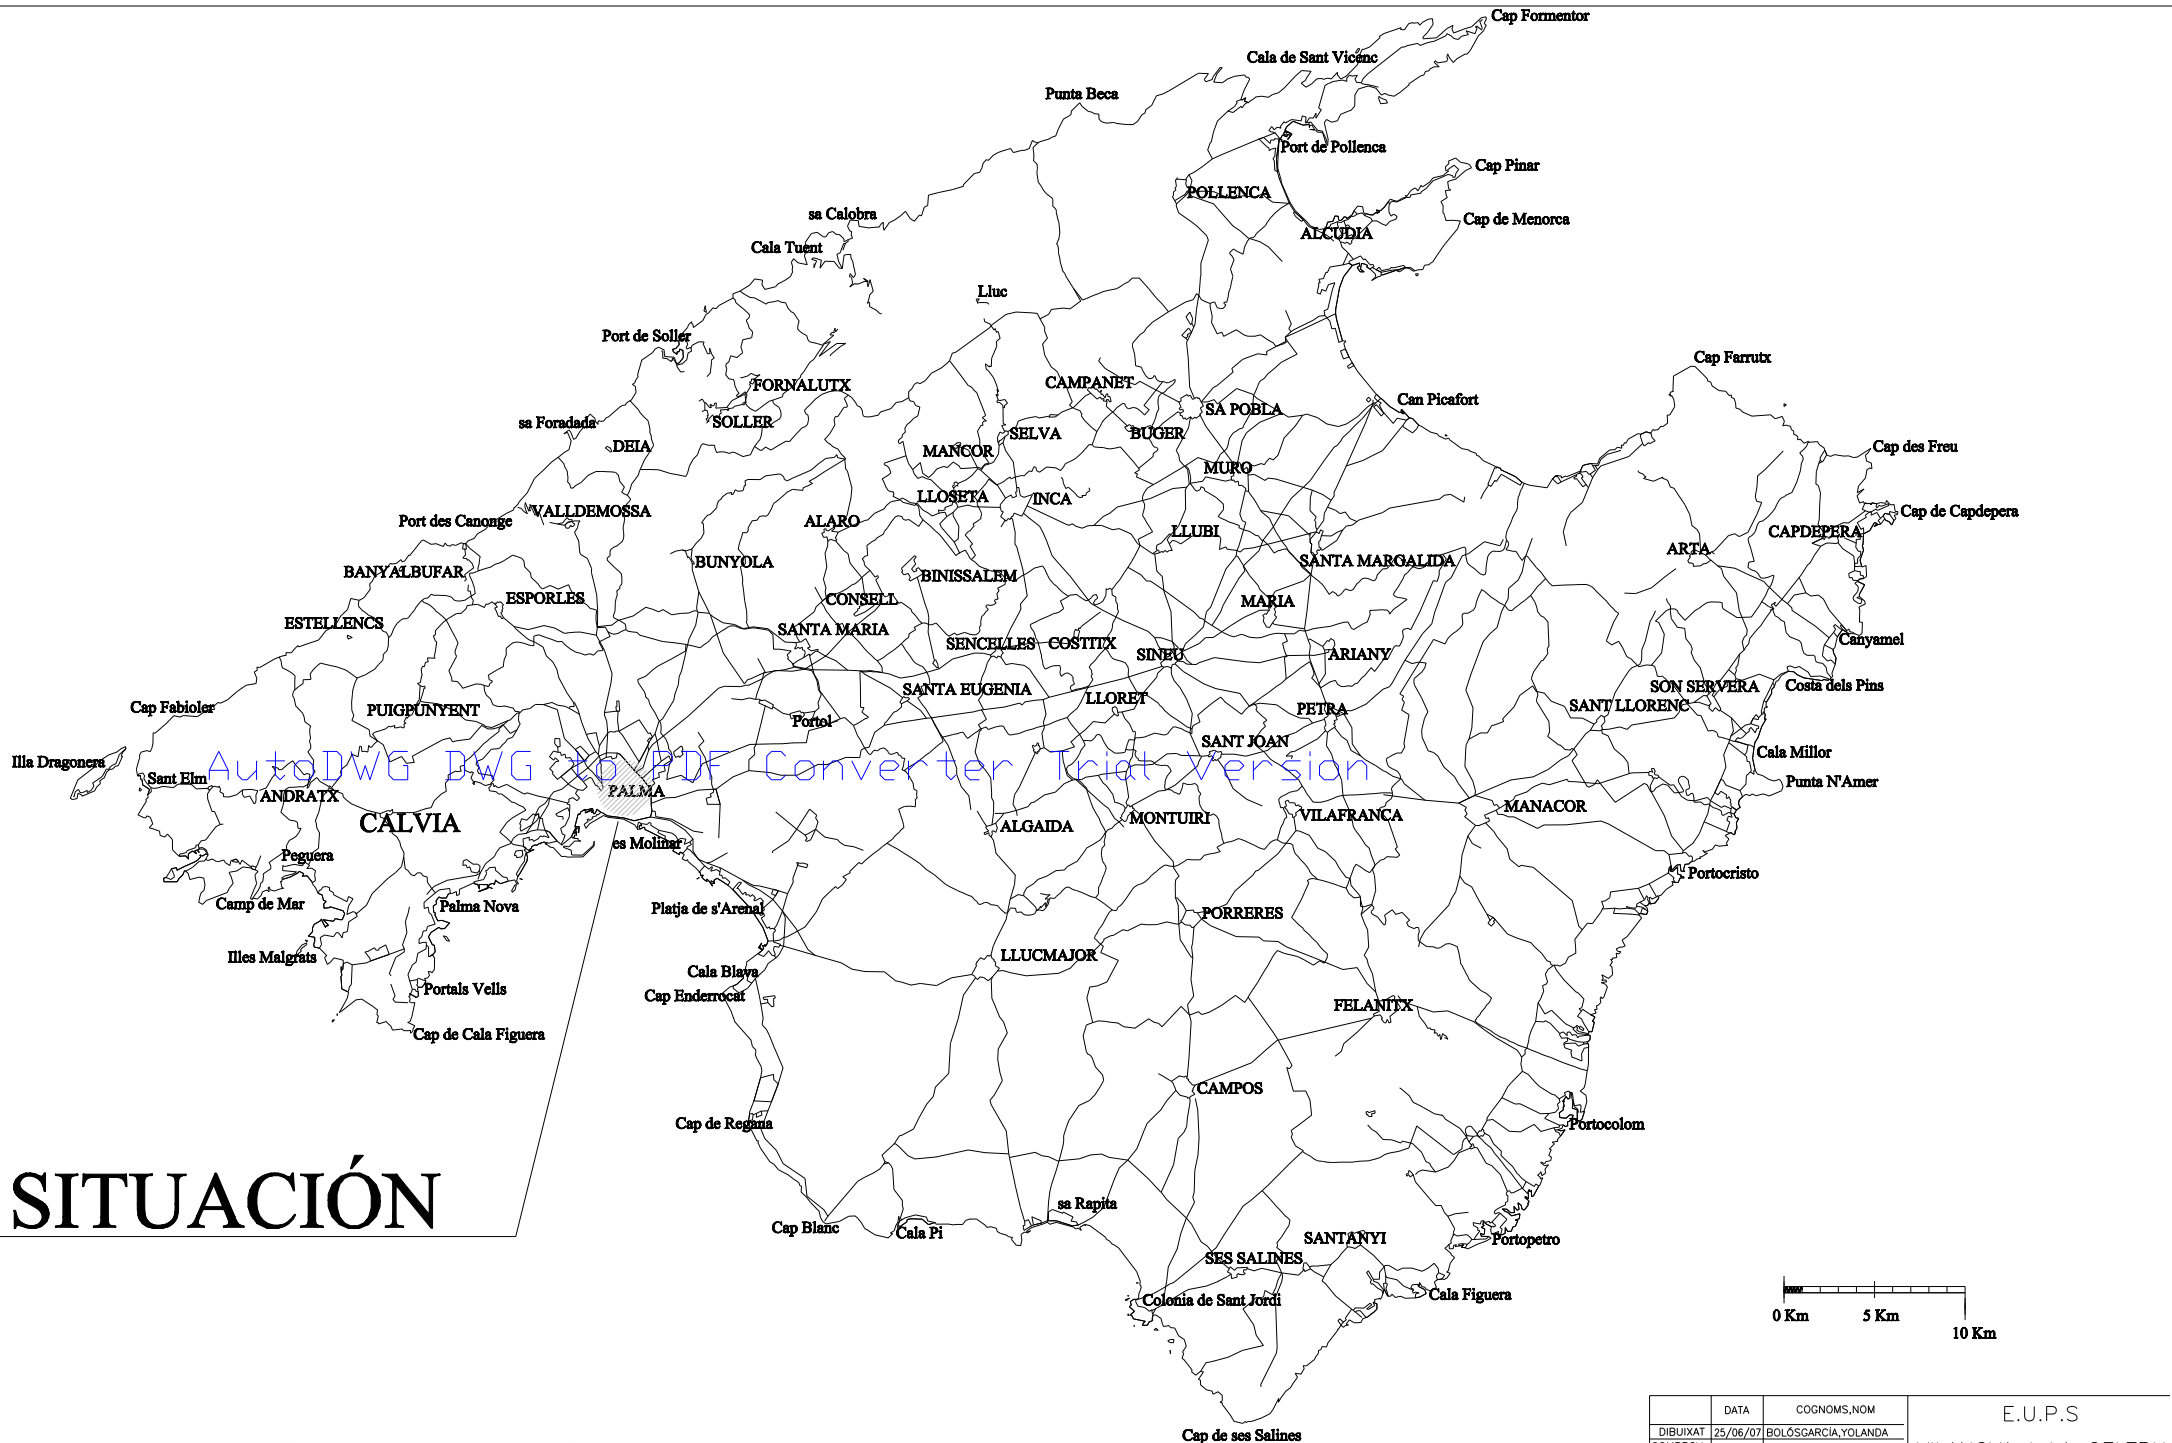 Cap Formentor
Cala de Sant Vicenc
Punta Beca
Port de Pollenca
Cap Pinar
POLLENCA
sa Calobra
Cap de Menorca
ALCUDIA
Cala Tuent
Lluc
Port de Soller
Cap Farrutx
CAMPANET
FORNALUTX
Can Picafort
SA POBLA
sa Foradada
SOLLER
SELVA
BUGER
DEIA
MANCOR
Cap des Freu
MURO
LLOSETA
INCA
VALLDEMOSSA
Cap de Capdepera
Port des Canonge
ALARO
LLUBI
CAPDEPERA
ARTA
BUNYOLA
SANTA MARGALIDA
BANYALBUFAR
BINISSALEM
ESPORLES
CONSELL
MARIA
ESTELLENCS
SANTA MARIA
SENCELLES
COSTITX
Canyamel
SINEU
ARIANY
SANTA EUGENIA
SON SERVERA
Costa dels Pins
LLORET
Cap Fabioler
PUIGPUNYENT
SANT LLORENC
PETRA
Portol
SANT JOAN
Cala Millor
Illa Dragonera
AutoDWG DWG to PDF Converter Trial Version
Sant Elm
Punta N'Amer
ANDRATX
PALMA
MANACOR
CALVIA
ALGAIDA
MONTUIRI
VILAFRANCA
es Molinar
Peguera
Portocristo
Camp de Mar
Palma Nova
Platja de s'Arenal
PORRERES
Illes Malgrats
LLUCMAJOR
Cala Blava
Portals Vells
Cap Enderrocat
FELANITX
Cap de Cala Figuera
CAMPOS
Cap de Regana
Portocolom
SITUACIÓN
sa Rapita
Cap Blanc
Cala Pi
SANTANYI
Portopetro
SES SALINES
Cala Figuera
Colonia de Sant Jordi
0 Km
5 Km
10 Km
Cap de ses Salines
DATA
COGNOMS,NOM
E.U.P.S
DIBUIXAT
25/06/07
BOLÓSGARCÍA,YOLANDA